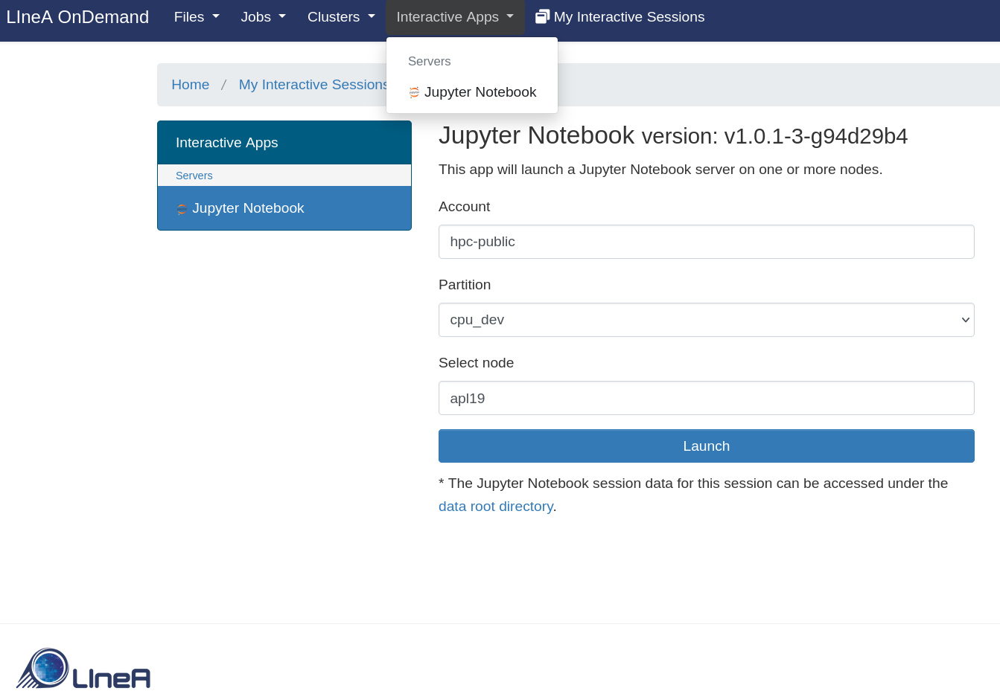 LIneA OnDemand Files Jobs Clusters Interactive Apps My Interactive Sessions
Servers
Jupyter Notebook
Home / My Interactive Sessions
Interactive Apps
Servers
Jupyter Notebook
Jupyter Notebook version: v1.0.1-3-g94d29b4
This app will launch a Jupyter Notebook server on one or more nodes.
Account
hpc-public
Partition
cpu_dev
Select node
apl19
Launch
* The Jupyter Notebook session data for this session can be accessed under the
data root directory.
LIneA